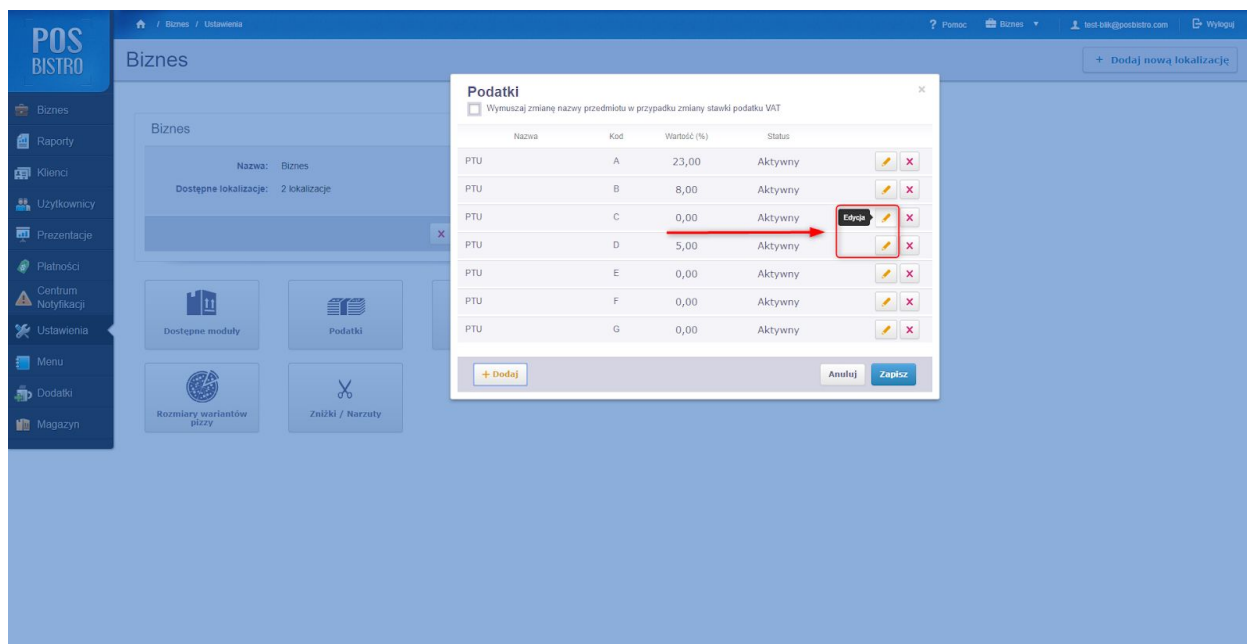 POS
BISTRO
/ Biznes / Ustawienia
? Pomoc
Biznes
test-blik@posbistro.com
Wyloguj
Biznes
+ Dodaj nową lokalizację
Biznes
Raporty
Klienci
Użytkownicy
Prezentacje
Płatności
Centrum
Notyfikacji
Ustawienia
Menu
Dodatki
Magazyn
Biznes
Nazwa: Biznes
Dostępne lokalizacje: 2 lokalizacje
Dostępne moduły
Podatki
Rozmiary wariantów
pizzy
Zniżki / Narzuty
Podatki
Wymuszaj zmianę nazwy przedmiotu w przypadku zmiany stawki podatku VAT
Nazwa Kod Wartość (%) Status
PTU A 23,00 Aktywny
PTU B 8,00 Aktywny
PTU C 0,00 Aktywny Edycja
PTU D 5,00 Aktywny
PTU E 0,00 Aktywny
PTU F 0,00 Aktywny
PTU G 0,00 Aktywny
+ Dodaj
Anuluj
Zapisz